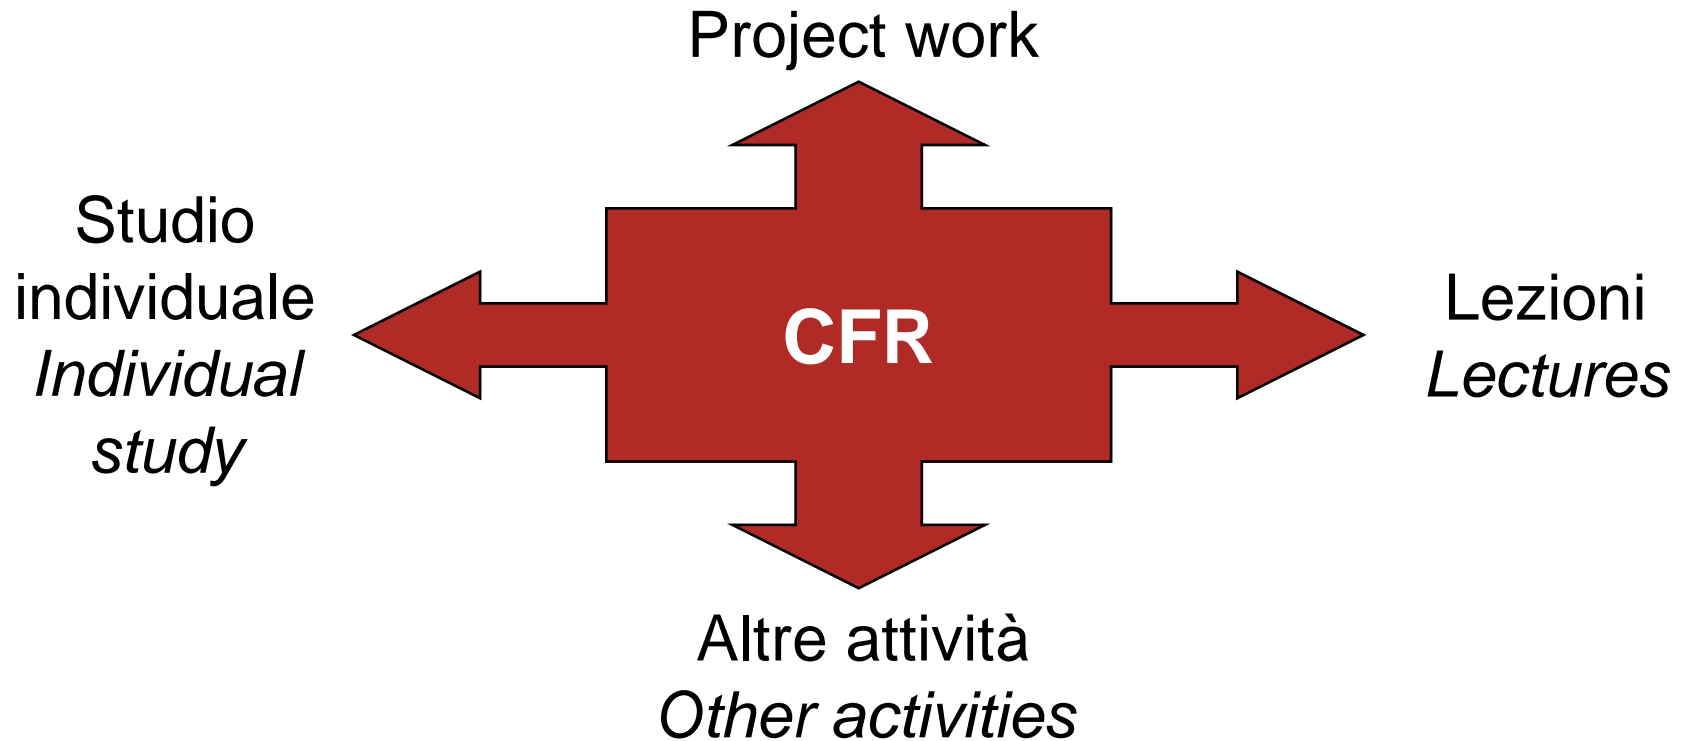 Project work
Studio
individuale
Individual
study
CFR
Lezioni
Lectures
Altre attività
Other activities